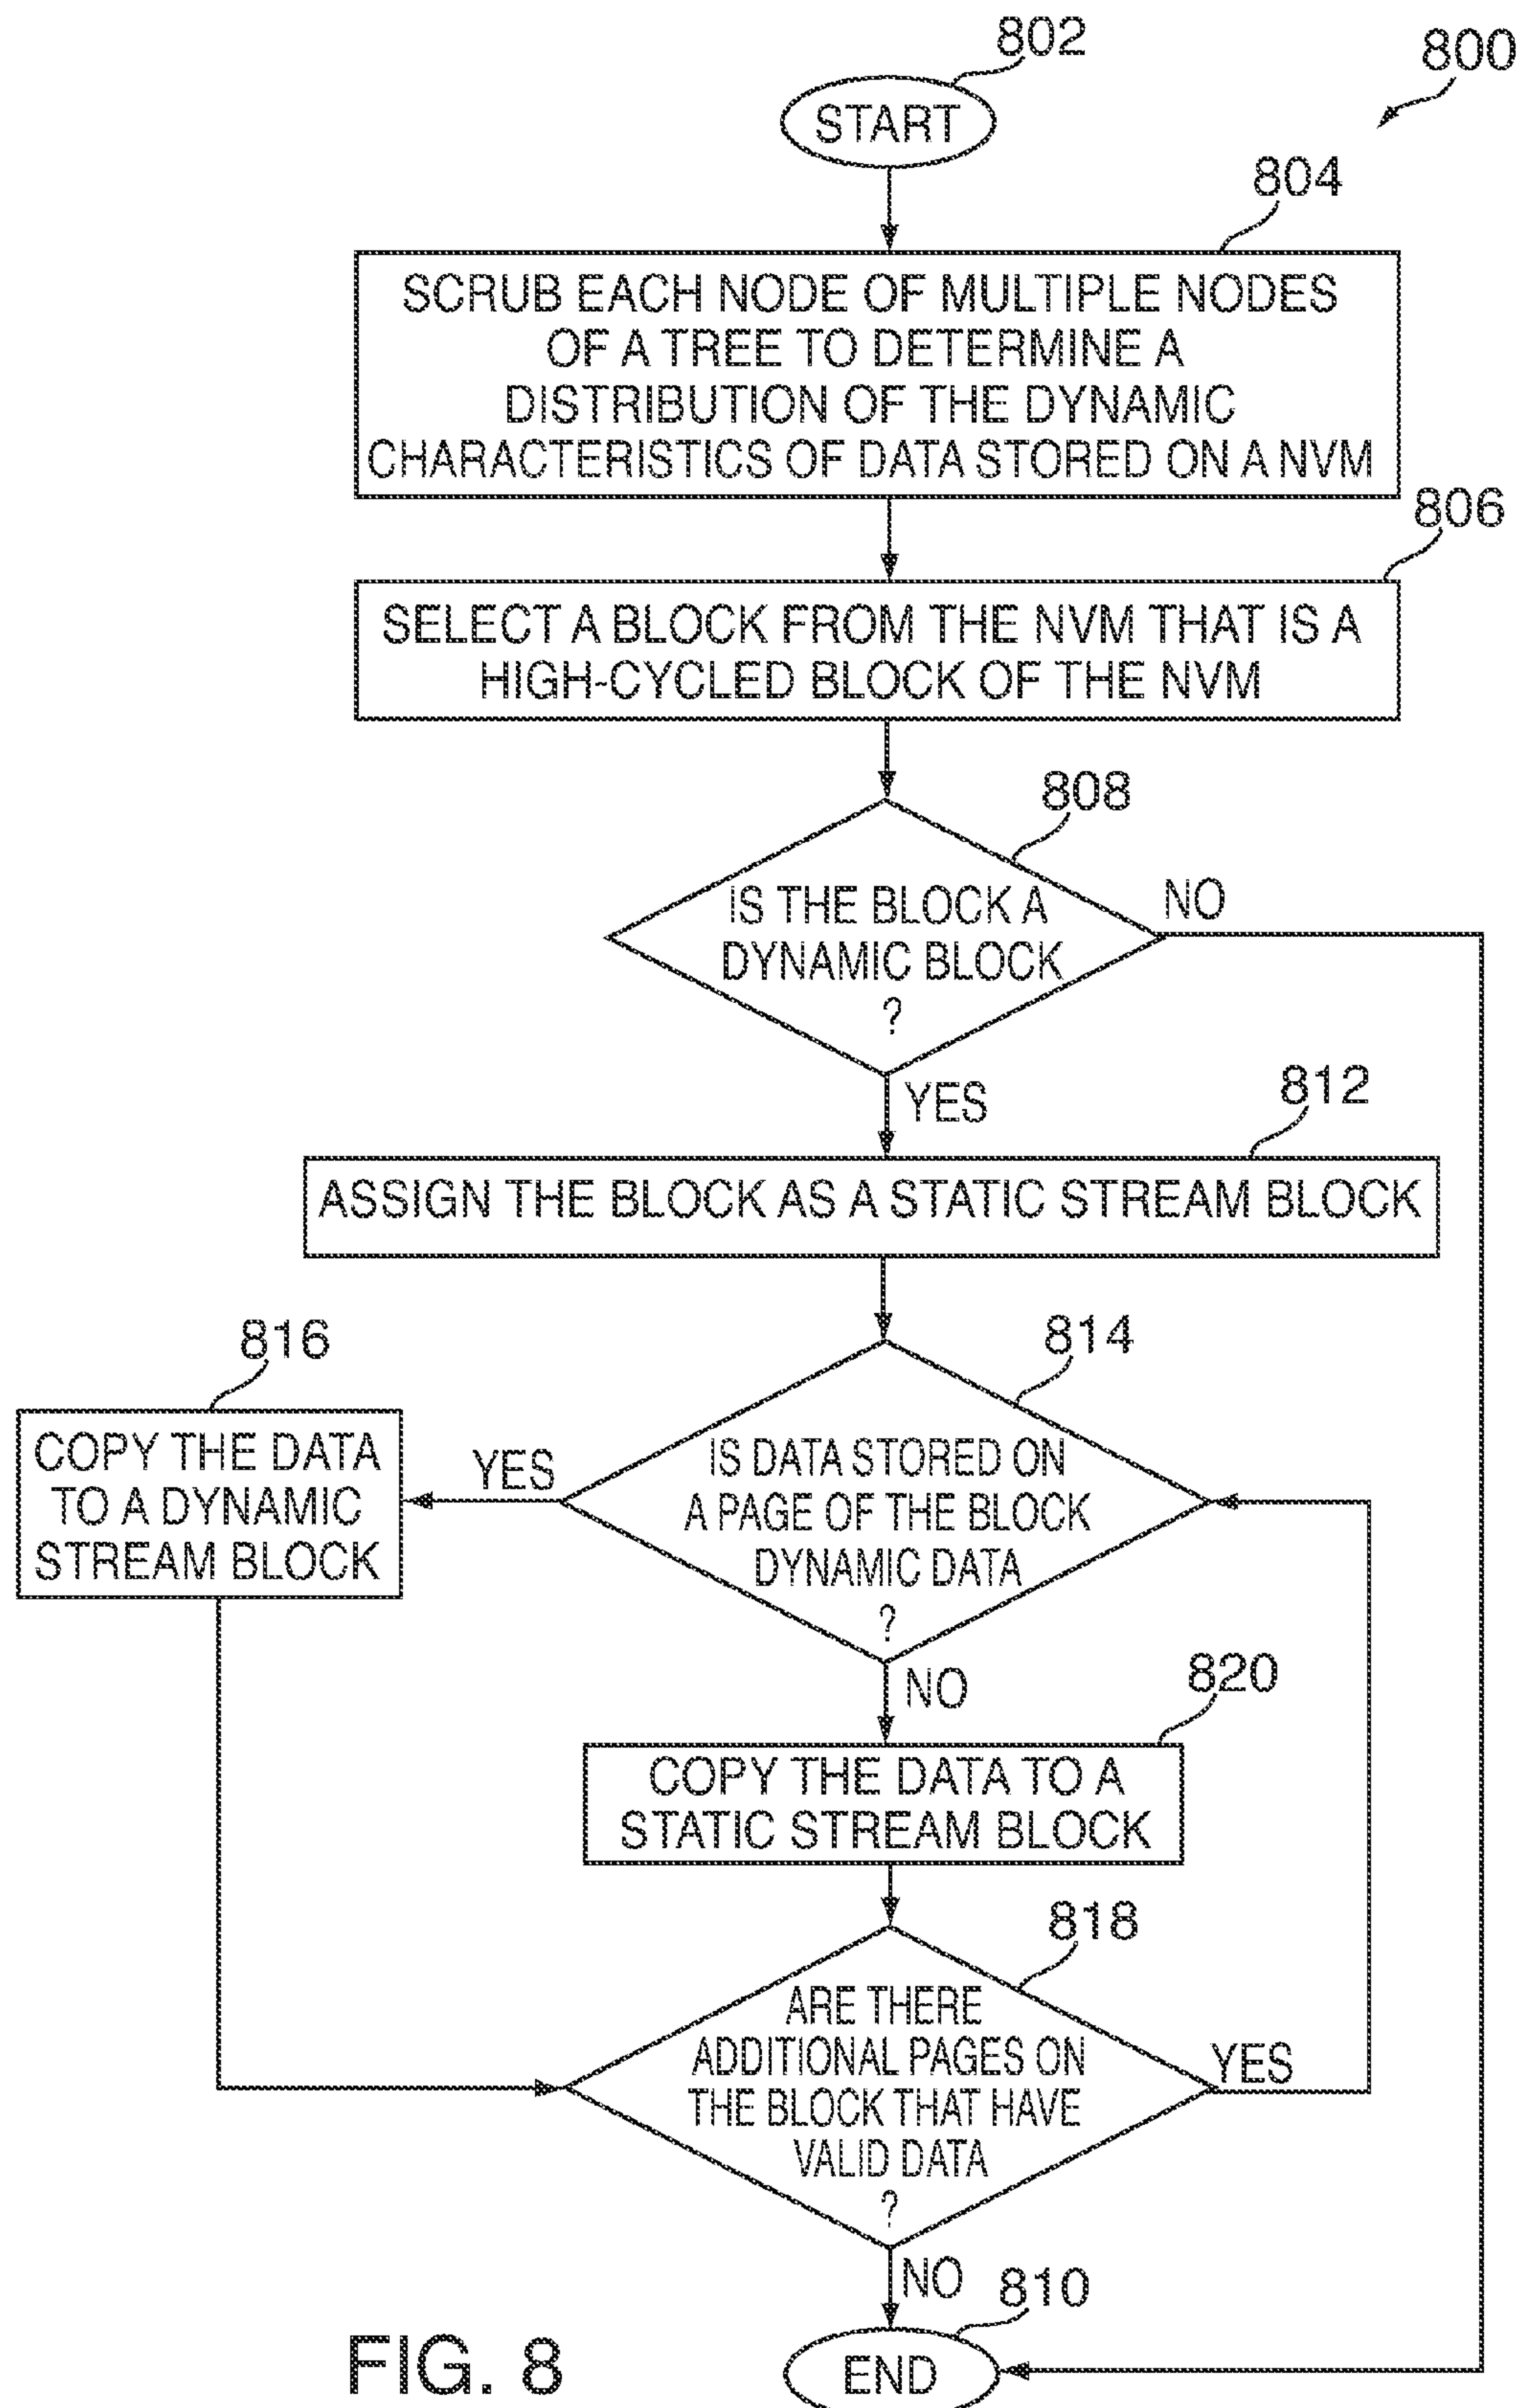 802
800
START
804
SCRUB EACH NODE OF MULTIPLE NODES
OF A TREE TO DETERMINE A
DISTRIBUTION OF THE DYNAMIC
CHARACTERISTICS OF DATA STORED ON A NVM
806
SELECT A BLOCK FROM THE NVM THAT IS A
HIGH-CYCLED BLOCK OF THE NVM
808
IS THE BLOCK A
DYNAMIC BLOCK
?
NO
YES
812
ASSIGN THE BLOCK AS A STATIC STREAM BLOCK
816
814
COPY THE DATA
TO A DYNAMIC
STREAM BLOCK
YES
IS DATA STORED ON
A PAGE OF THE BLOCK
DYNAMIC DATA
?
NO
820
COPY THE DATA TO A
STATIC STREAM BLOCK
818
ARE THERE
ADDITIONAL PAGES ON
THE BLOCK THAT HAVE
VALID DATA
?
YES
NO
810
END
FIG. 8